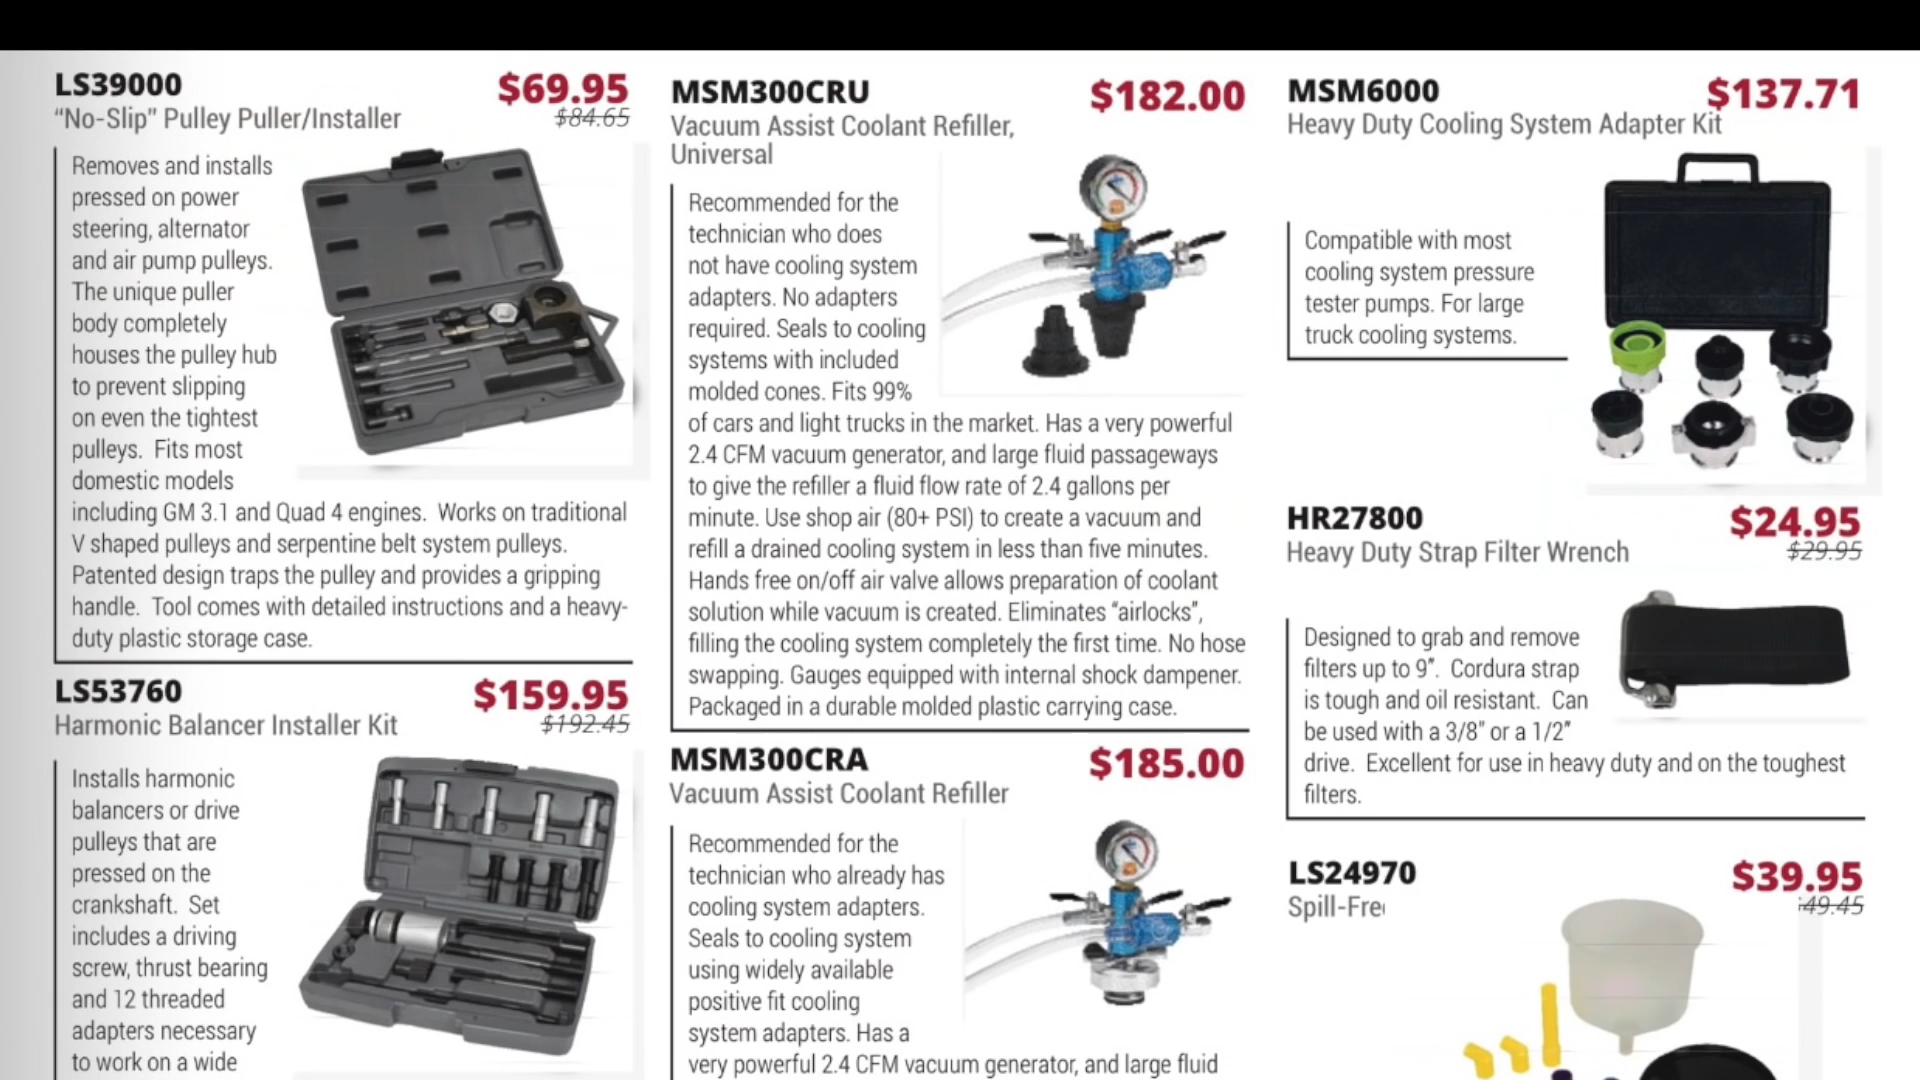 LS39000
$69.95
“No-Slip” Pulley Puller/Installer
$84.65
Removes and installs
pressed on power
steering, alternator
and air pump pulleys.
The unique puller
body completely
houses the pulley hub
to prevent slipping
on even the tightest
pulleys. Fits most
domestic models
including GM 3.1 and Quad 4 engines. Works on traditional
V shaped pulleys and serpentine belt system pulleys.
Patented design traps the pulley and provides a gripping
handle. Tool comes with detailed instructions and a heavy-
duty plastic storage case.
LS53760
$159.95
Harmonic Balancer Installer Kit
$192.45
Installs harmonic
balancers or drive
pulleys that are
pressed on the
crankshaft. Set
includes a driving
screw, thrust bearing
and 12 threaded
adapters necessary
to work on a wide
MSM300CRU
$182.00
Vacuum Assist Coolant Refiller,
Universal
Recommended for the
technician who does
not have cooling system
adapters. No adapters
required. Seals to cooling
systems with included
molded cones. Fits 99%
of cars and light trucks in the market. Has a very powerful
2.4 CFM vacuum generator, and large fluid passageways
to give the refiller a fluid flow rate of 2.4 gallons per
minute. Use shop air (80+ PSI) to create a vacuum and
refill a drained cooling system in less than five minutes.
Hands free on/off air valve allows preparation of coolant
solution while vacuum is created. Eliminates “airlocks”,
filling the cooling system completely the first time. No hose
swapping. Gauges equipped with internal shock dampener.
Packaged in a durable molded plastic carrying case.
MSM300CRA
$185.00
Vacuum Assist Coolant Refiller
Recommended for the
technician who already has
cooling system adapters.
Seals to cooling system
using widely available
positive fit cooling
system adapters. Has a
very powerful 2.4 CFM vacuum generator, and large fluid
MSM6000
$137.71
Heavy Duty Cooling System Adapter Kit
Compatible with most
cooling system pressure
tester pumps. For large
truck cooling systems.
HR27800
$24.95
Heavy Duty Strap Filter Wrench
$29.95
Designed to grab and remove
filters up to 9”. Cordura strap
is tough and oil resistant. Can
be used with a 3/8" or a 1/2”
drive. Excellent for use in heavy duty and on the toughest
filters.
LS24970
$39.95
Spill-Fre
49.45